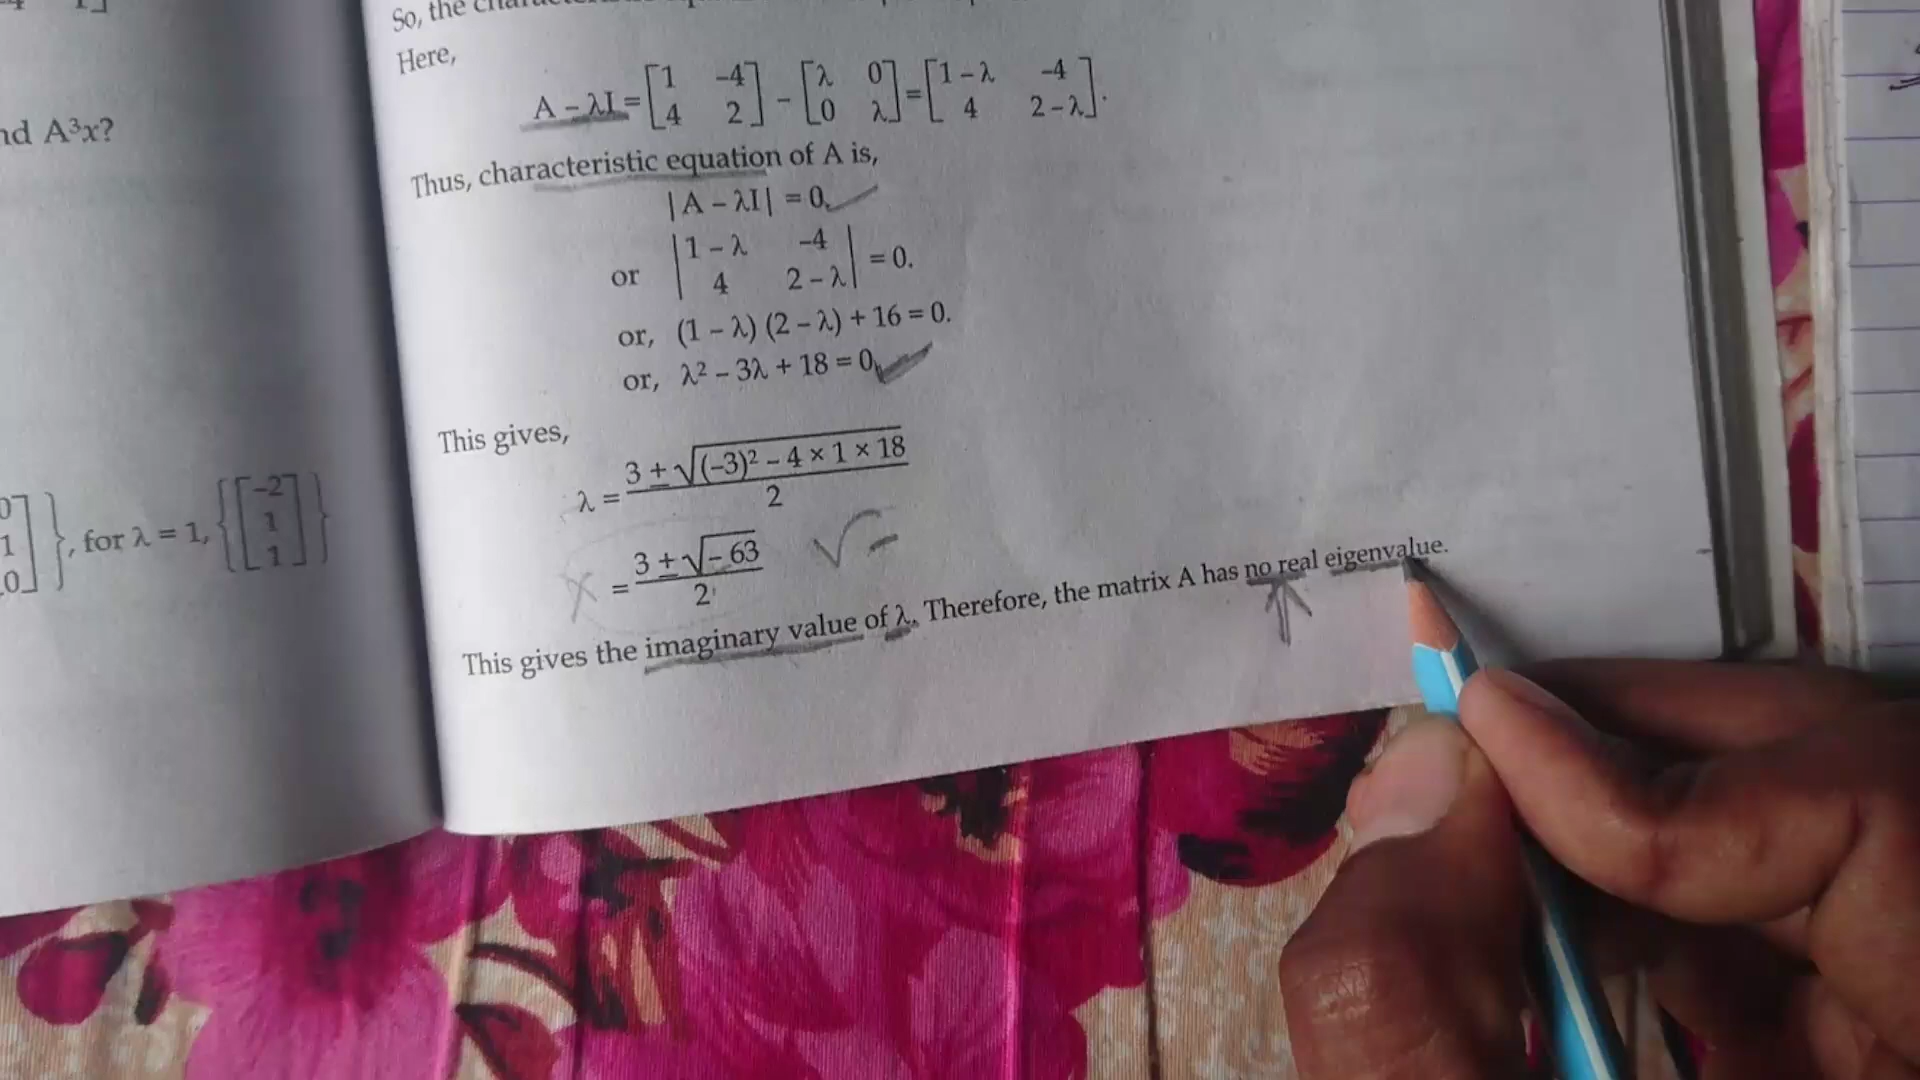 nd A³x?
0
1
0
}, for λ = 1, {[-2
1
1]}
So, the
Here,
A – λI = [1 -4; 4 2] – [λ 0; 0 λ] = [1 – λ -4; 4 2 – λ].
Thus, characteristic equation of A is,
|A – λI| = 0.
or |1 – λ -4; 4 2 – λ| = 0.
or, (1 – λ) (2 – λ) + 16 = 0.
or, λ² – 3λ + 18 = 0
This gives,
λ = (3 ± √((–3)² – 4 × 1 × 18))/2
= (3 ± √– 63)/2
This gives the imaginary value of λ. Therefore, the matrix A has no real eigenvalue.